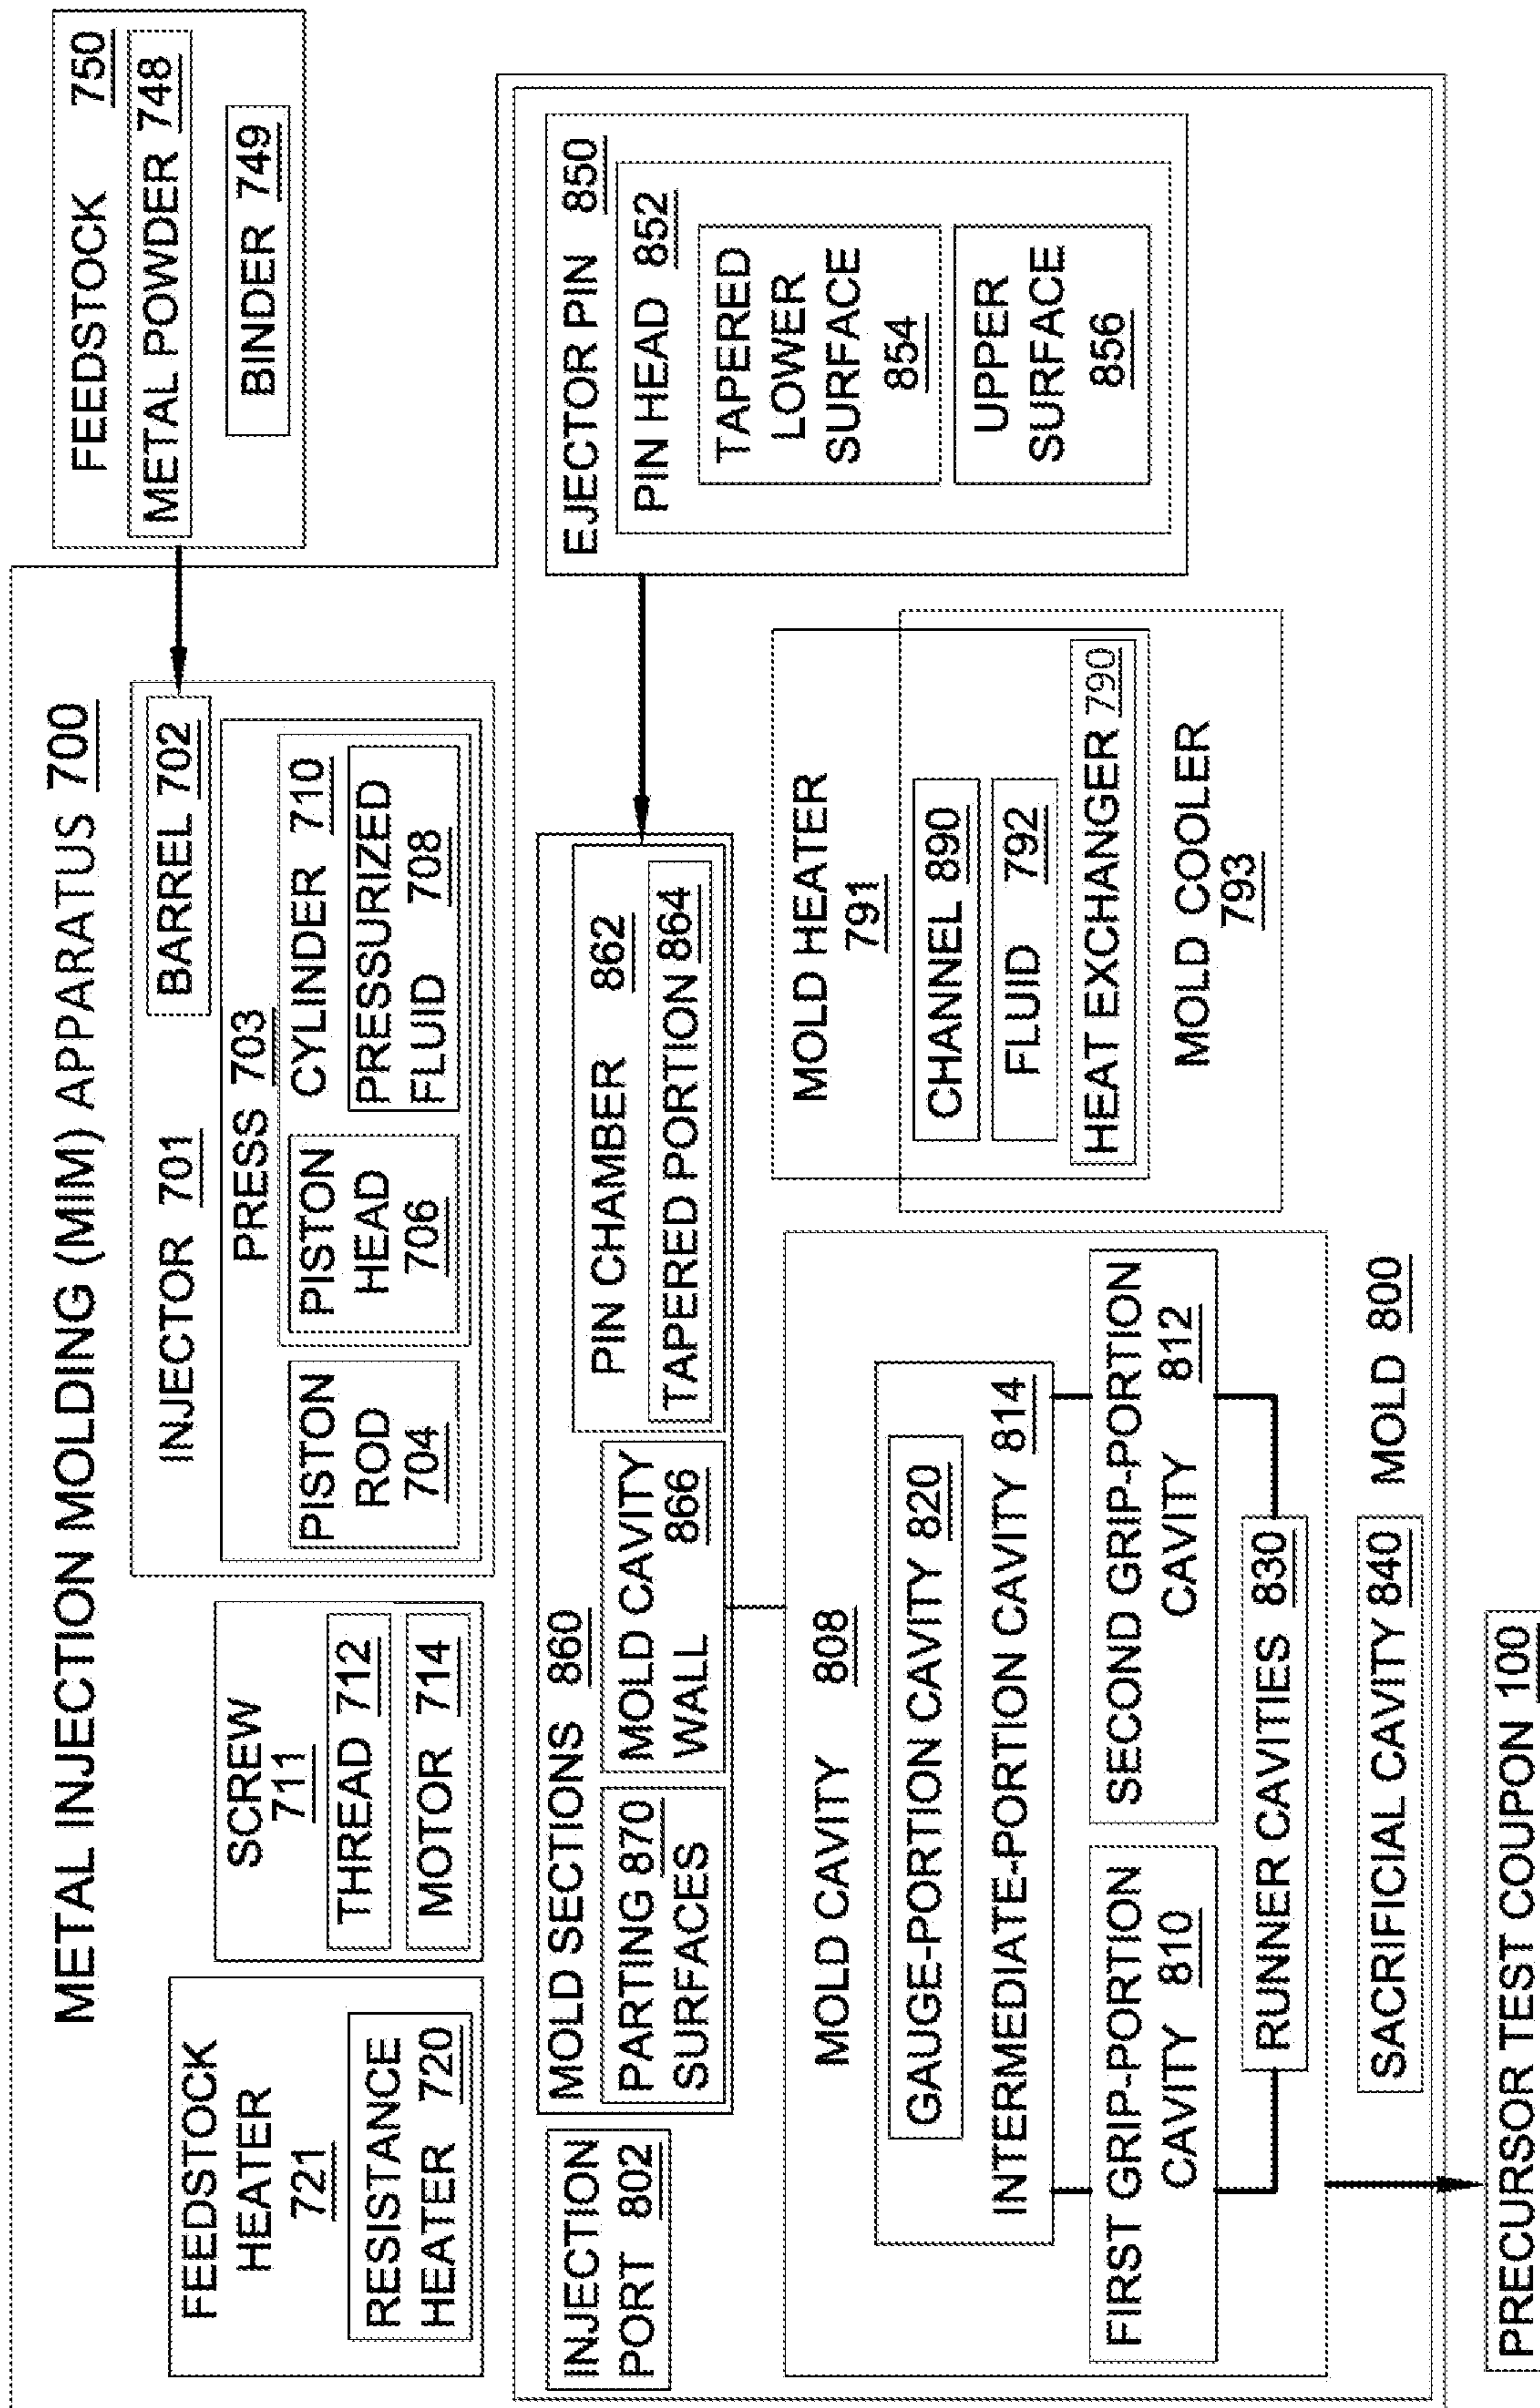 METAL INJECTION MOLDING (MIM) APPARATUS 700
FEEDSTOCK 750
METAL POWDER 748
BINDER 749
FEEDSTOCK
HEATER
721
RESISTANCE
HEATER 720
SCREW
711
THREAD 712
MOTOR 714
INJECTOR 701
BARREL 702
PRESS 703
PISTON
ROD
704
PISTON
HEAD
706
CYLINDER 710
PRESSURIZED
FLUID 708
INJECTION
PORT 802
MOLD SECTIONS 860
PARTING 870
SURFACES
MOLD CAVITY
WALL 866
PIN CHAMBER 862
TAPERED PORTION 864
EJECTOR PIN 850
PIN HEAD 852
TAPERED
LOWER
SURFACE
854
UPPER
SURFACE
856
MOLD CAVITY 808
GAUGE-PORTION CAVITY 820
INTERMEDIATE-PORTION CAVITY 814
FIRST GRIP-PORTION
CAVITY 810
SECOND GRIP-PORTION
CAVITY 812
RUNNER CAVITIES 830
MOLD HEATER
791
CHANNEL 890
FLUID 792
HEAT EXCHANGER 790
MOLD COOLER
793
SACRIFICIAL CAVITY 840
MOLD 800
PRECURSOR TEST COUPON 100